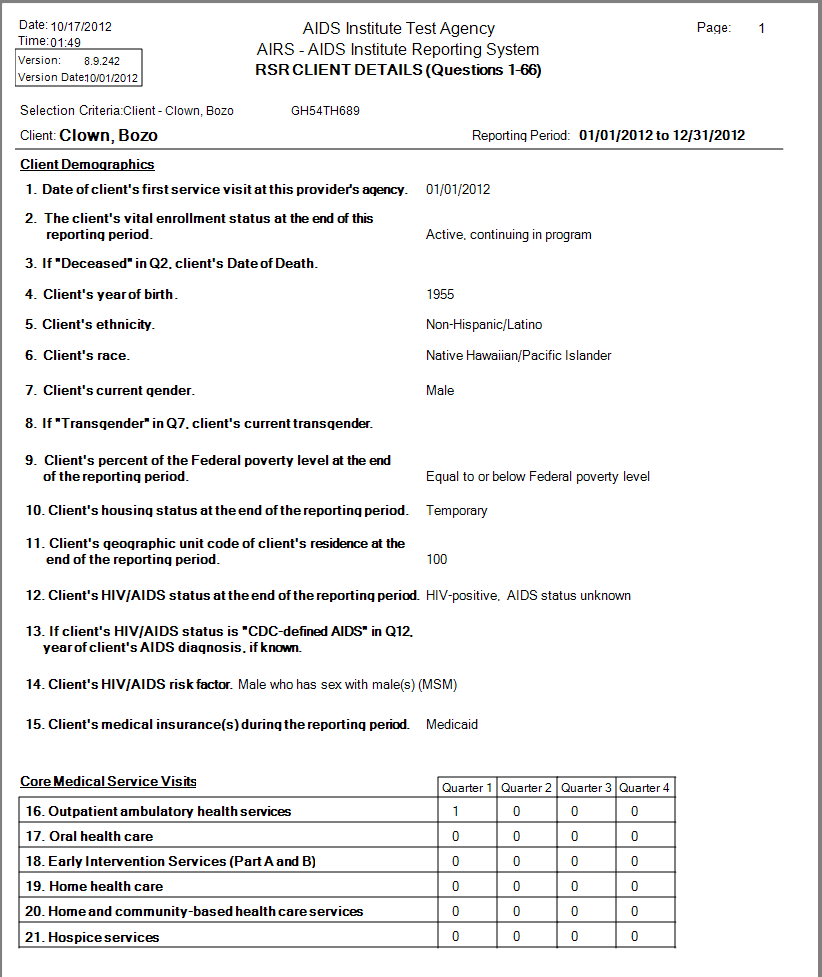 Date: 10/17/2012
AIDS Institute Test Agency
Page: 1
Time: 01:49
AIRS - AIDS Institute Reporting System
Version: 8.9.242
RSR CLIENT DETAILS (Questions 1-66)
Version Date: 10/01/2012
Selection Criteria: Client - Clown, Bozo GH54TH689
Client: Clown, Bozo Reporting Period: 01/01/2012 to 12/31/2012
Client Demographics
1. Date of client's first service visit at this provider's agency. 01/01/2012
2. The client's vital enrollment status at the end of this
reporting period. Active, continuing in program
3. If "Deceased" in Q2, client's Date of Death.
4. Client's year of birth. 1955
5. Client's ethnicity. Non-Hispanic/Latino
6. Client's race. Native Hawaiian/Pacific Islander
7. Client's current gender. Male
8. If "Transgender" in Q7, client's current transgender.
9. Client's percent of the Federal poverty level at the end
of the reporting period. Equal to or below Federal poverty level
10. Client's housing status at the end of the reporting period. Temporary
11. Client's geographic unit code of client's residence at the
end of the reporting period. 100
12. Client's HIV/AIDS status at the end of the reporting period. HIV-positive, AIDS status unknown
13. If client's HIV/AIDS status is "CDC-defined AIDS" in Q12,
year of client's AIDS diagnosis, if known.
14. Client's HIV/AIDS risk factor. Male who has sex with male(s) (MSM)
15. Client's medical insurance(s) during the reporting period. Medicaid
Core Medical Service Visits
Quarter 1 Quarter 2 Quarter 3 Quarter 4
16. Outpatient ambulatory health services 1 0 0 0
17. Oral health care 0 0 0 0
18. Early Intervention Services (Part A and B) 0 0 0 0
19. Home health care 0 0 0 0
20. Home and community-based health care services 0 0 0 0
21. Hospice services 0 0 0 0